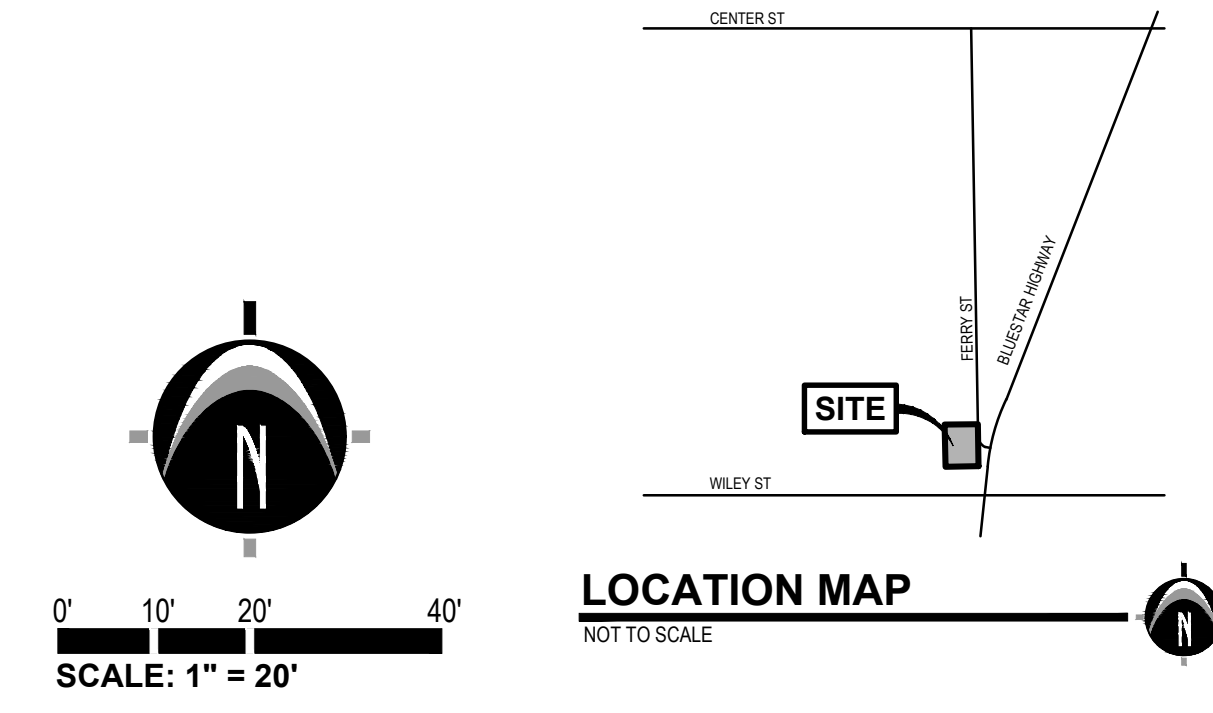 CENTER ST
FERRY ST
BLUESTAR HIGHWAY
SITE
WILEY ST
N
0' 10' 20' 40'
SCALE: 1" = 20'
LOCATION MAP
NOT TO SCALE
N